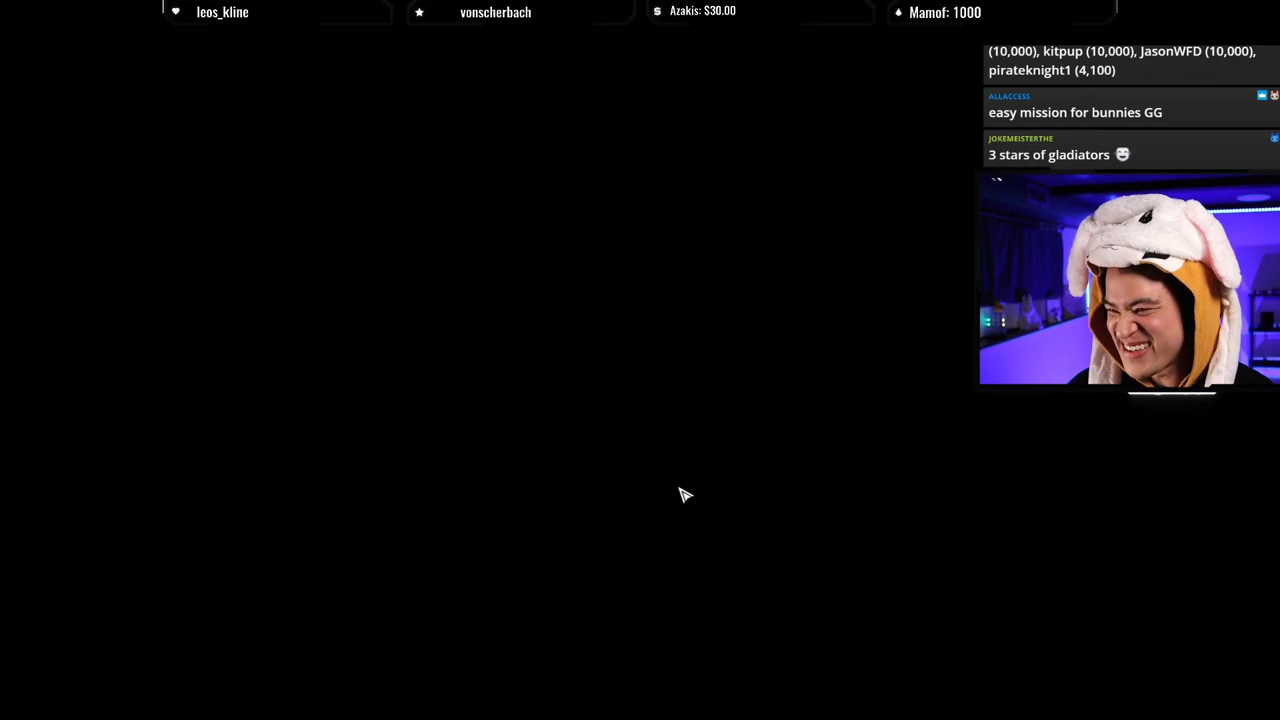 leos_kline
vonscherbach
Azakis: $30.00
Mamof: 1000
(10,000), kitpup (10,000), JasonWFD (10,000),
pirateknight1 (4,100)
ALLACCESS
easy mission for bunnies GG
JOKEMEISTERTHE
3 stars of gladiators